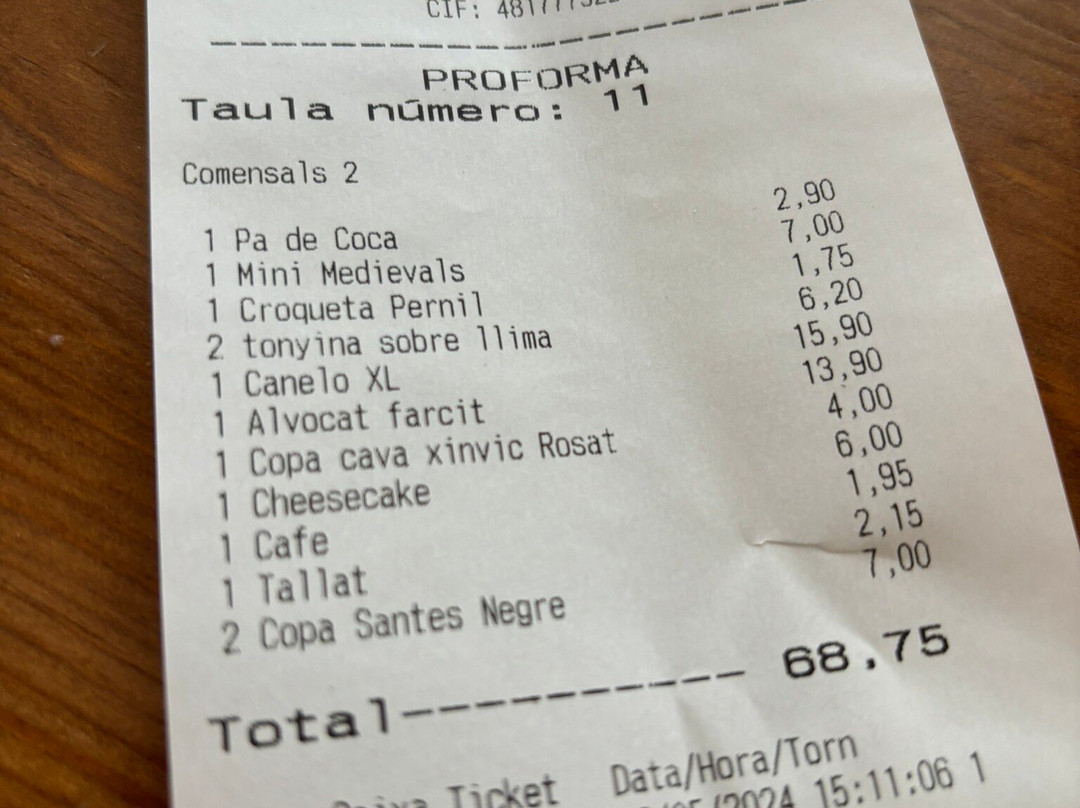 CIF:
PROFORMA
Taula número: 11
Comensals 2
1 Pa de Coca 2,90
1 Mini Medievals 7,00
1 Croqueta Pernil 1,75
2 tonyina sobre llima 6,20
1 Canelo XL 15,90
1 Alvocat farcit 13,90
1 Copa cava xinvic Rosat 4,00
1 Cheesecake 6,00
1 Cafe 1,95
1 Tallat 2,15
2 Copa Santes Negre 7,00
Total---------- 68,75
Ticket Data/Hora/Torn
15:11:06 1